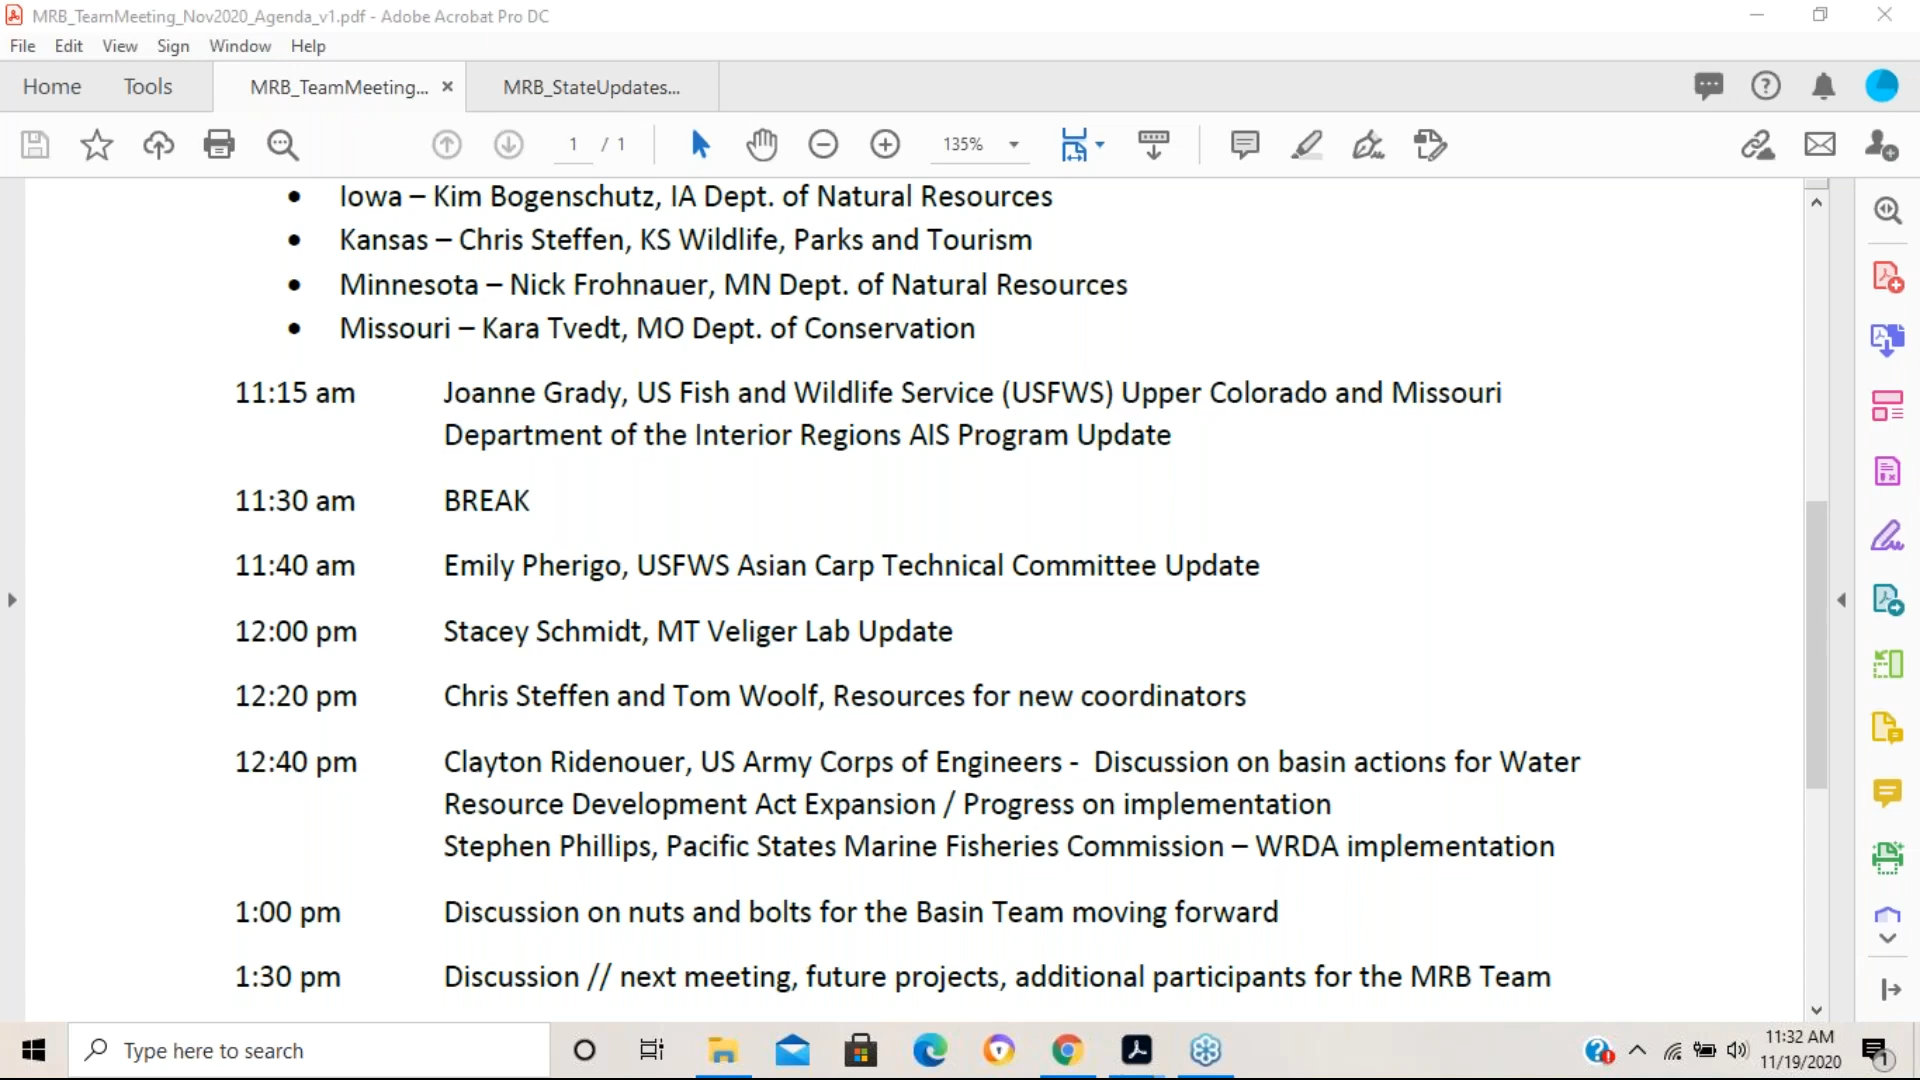 MRB_TeamMeeting_Nov2020_Agenda_v1.pdf - Adobe Acrobat Pro DC
File Edit View Sign Window Help
Home Tools MRB_TeamMeeting... × MRB_StateUpdates...
1 / 1 135%
• Iowa – Kim Bogenschutz, IA Dept. of Natural Resources
• Kansas – Chris Steffen, KS Wildlife, Parks and Tourism
• Minnesota – Nick Frohnauer, MN Dept. of Natural Resources
• Missouri – Kara Tvedt, MO Dept. of Conservation
11:15 am Joanne Grady, US Fish and Wildlife Service (USFWS) Upper Colorado and Missouri
Department of the Interior Regions AIS Program Update
11:30 am BREAK
11:40 am Emily Pherigo, USFWS Asian Carp Technical Committee Update
12:00 pm Stacey Schmidt, MT Veliger Lab Update
12:20 pm Chris Steffen and Tom Woolf, Resources for new coordinators
12:40 pm Clayton Ridenouer, US Army Corps of Engineers - Discussion on basin actions for Water
Resource Development Act Expansion / Progress on implementation
Stephen Phillips, Pacific States Marine Fisheries Commission – WRDA implementation
1:00 pm Discussion on nuts and bolts for the Basin Team moving forward
1:30 pm Discussion // next meeting, future projects, additional participants for the MRB Team
Type here to search
11:32 AM
11/19/2020
1